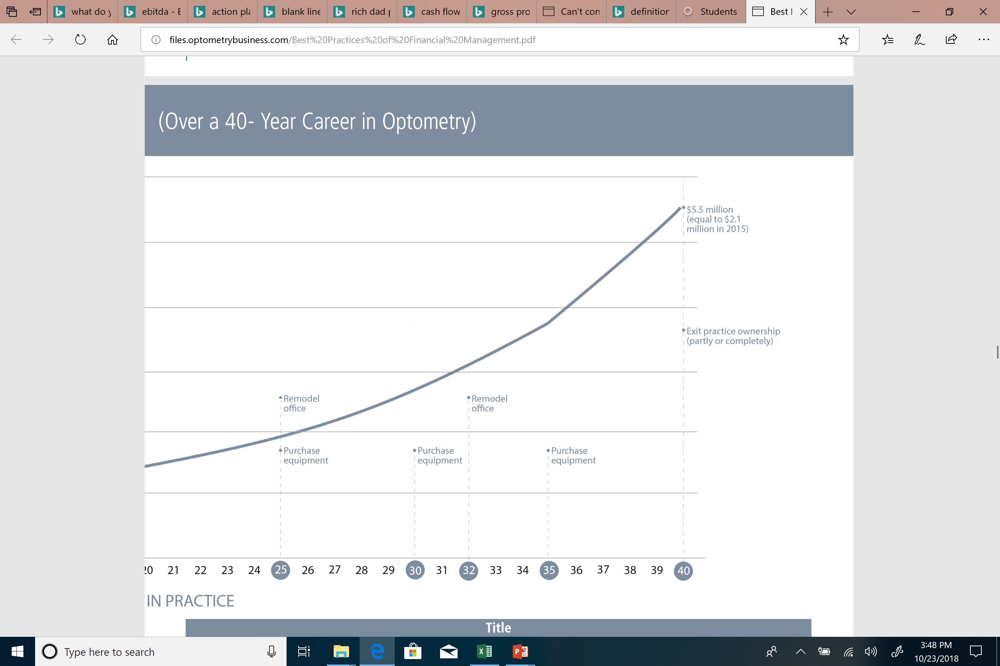 what do y
ebitda - E
action pla
blank line
rich dad p
cash flow
gross pro
Can't con
definition
Students
Best
files.optometrybusiness.com/Best%20Practices%20of%20Financial%20Management.pdf
(Over a 40- Year Career in Optometry)
$5.5 million
(equal to $2.1
million in 2015)
Exit practice ownership
(partly or completely)
Remodel
office
Remodel
office
Purchase
equipment
Purchase
equipment
Purchase
equipment
20 21 22 23 24 25 26 27 28 29 30 31 32 33 34 35 36 37 38 39 40
IN PRACTICE
Title
Type here to search
3:48 PM
10/23/2018